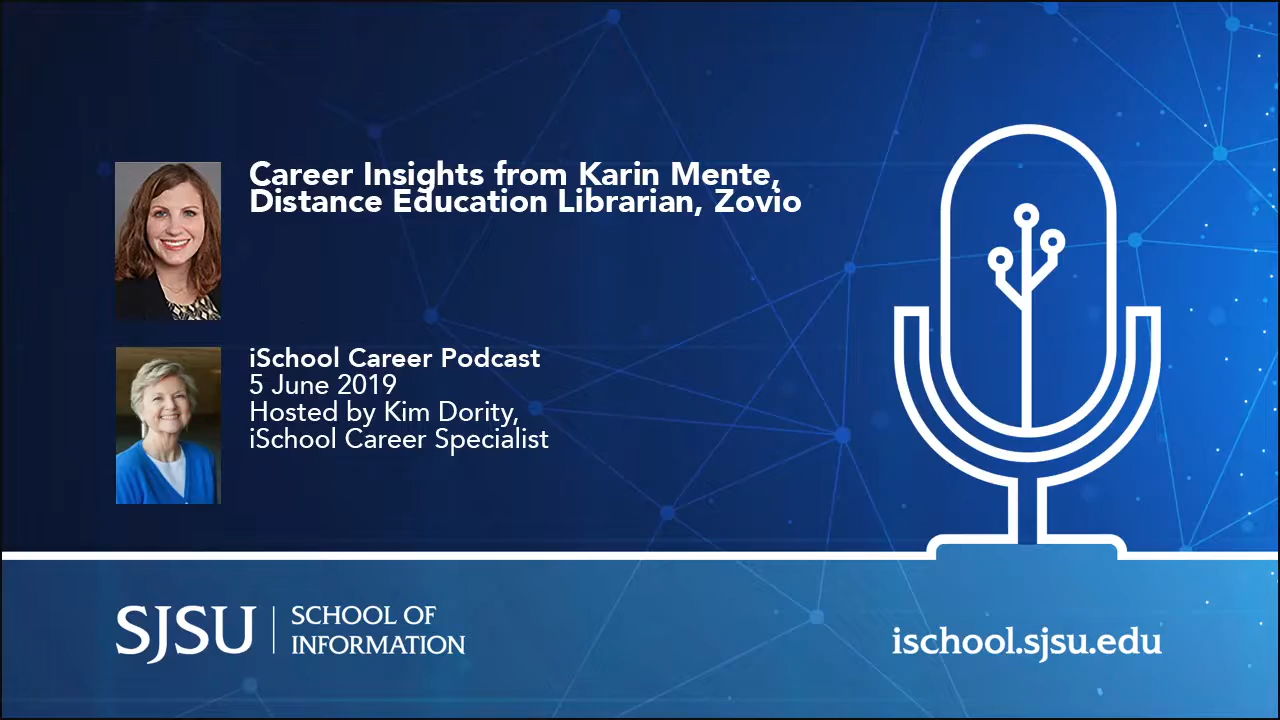 Career Insights from Karin Mente,
Distance Education Librarian, Zovio
iSchool Career Podcast
5 June 2019
Hosted by Kim Dority,
iSchool Career Specialist
SJSU
SCHOOL OF
INFORMATION
ischool.sjsu.edu